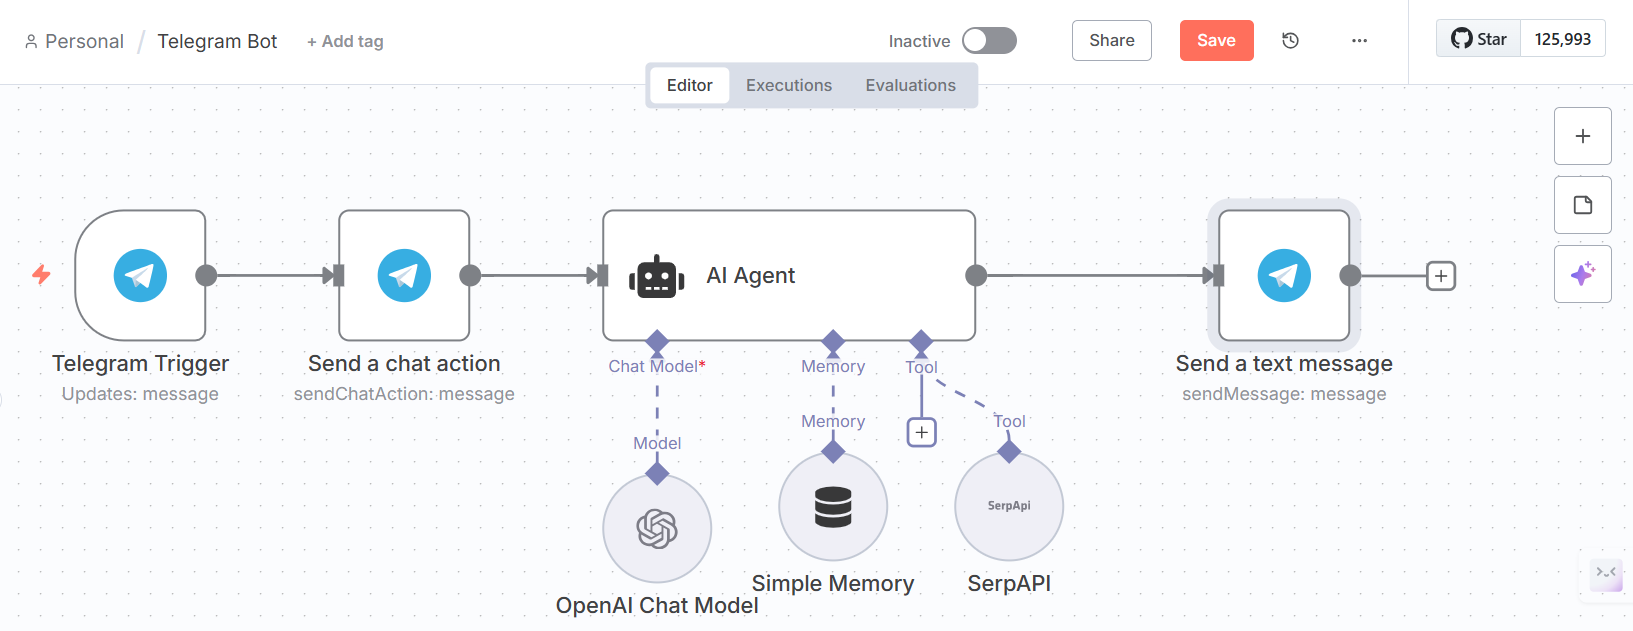 Personal / Telegram Bot + Add tag
Inactive
Share
Save
Star 125,993
Editor Executions Evaluations
AI Agent
Telegram Trigger
Updates: message
Send a chat action
sendChatAction: message
Chat Model*
Memory
Tool
Send a text message
sendMessage: message
Model
Memory
Tool
+
SerpApi
OpenAI Chat Model
Simple Memory
SerpAPI